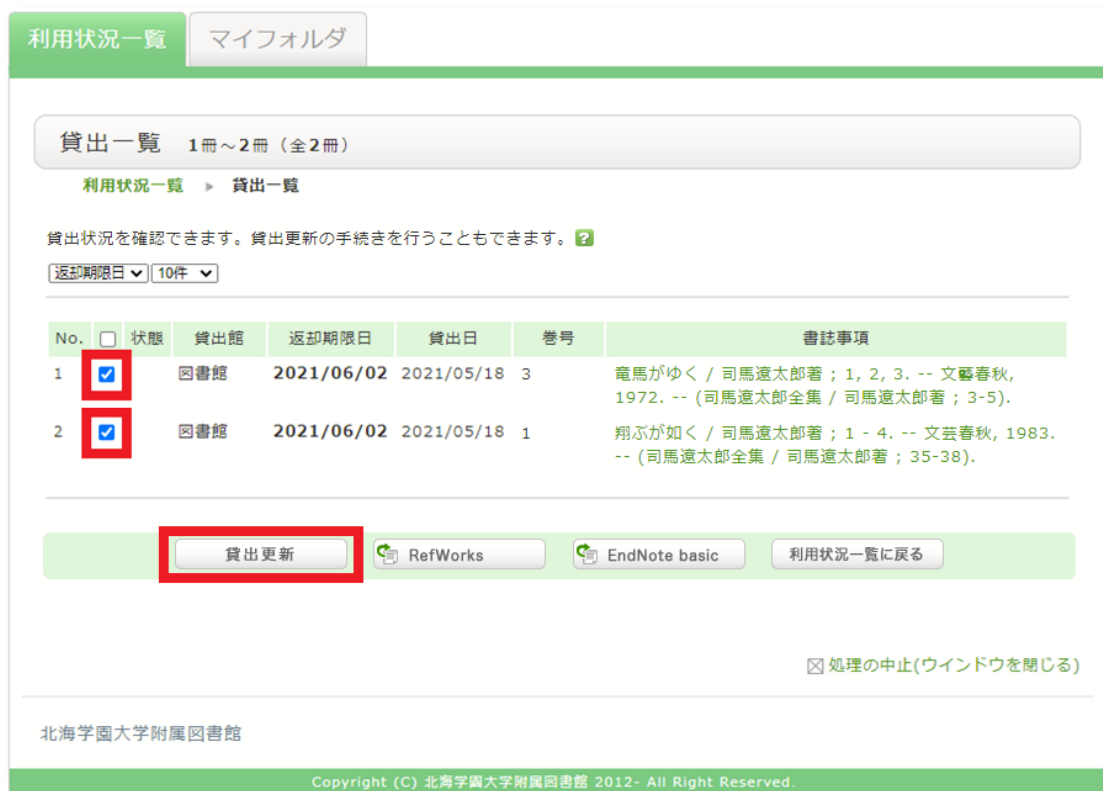 利用状況一覧 マイフォルダ
貸出一覧 1冊～2冊（全2冊）
利用状況一覧 ▶ 貸出一覧
貸出状況を確認できます。貸出更新の手続きを行うこともできます。?
返却期限日 10件
No. 状態 貸出館 返却期限日 貸出日 巻号 書誌事項
1 図書館 2021/06/02 2021/05/18 3 竜馬がゆく / 司馬遼太郎著 ; 1, 2, 3. -- 文藝春秋,
1972. -- (司馬遼太郎全集 / 司馬遼太郎著 ; 3-5).
2 図書館 2021/06/02 2021/05/18 1 翔ぶが如く / 司馬遼太郎著 ; 1 - 4. -- 文芸春秋, 1983.
-- (司馬遼太郎全集 / 司馬遼太郎著 ; 35-38).
貸出更新 RefWorks EndNote basic 利用状況一覧に戻る
処理の中止(ウインドウを閉じる)
北海学園大学附属図書館
Copyright (C) 北海学園大学附属図書館 2012- All Right Reserved.